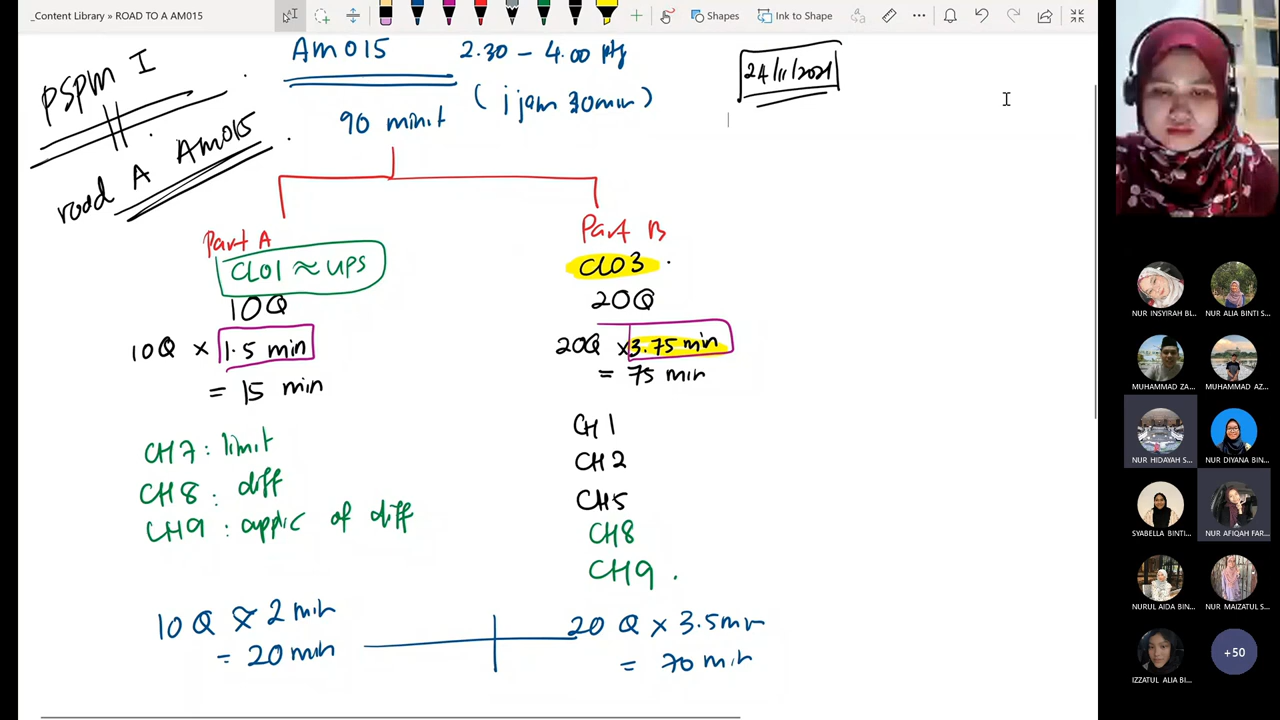 _Content Library » ROAD TO A AM015
Shapes
Ink to Shape
PSPM I
road A AM015
AM015
2.30 – 4.00 ptg
(1 jam 30min)
90 minit
24/11/2021
Part A
CLO1 ≈ UPS
10Q
10Q × 1.5 min
= 15 min
CH7 : limit
CH8 : diff
CH9 : applic of diff
10 Q × 2 min
= 20 min
Part B
CLO3
20Q
20Q × 3.75 min
= 75 min
CH1
CH2
CH5
CH8
CH9
20 Q × 3.5 min
= 70 min
NUR INSYIRAH BI...
NUR ALIA BINTI S...
MUHAMMAD ZA...
MUHAMMAD AZ...
NUR HIDAYAH S...
NUR DIYANA BIN...
SYABELLA BINTI...
NUR AFIQAH FAR...
NURUL AIDA BIN...
NUR MAIZATUL S...
IZZATUL ALIA BI...
+50